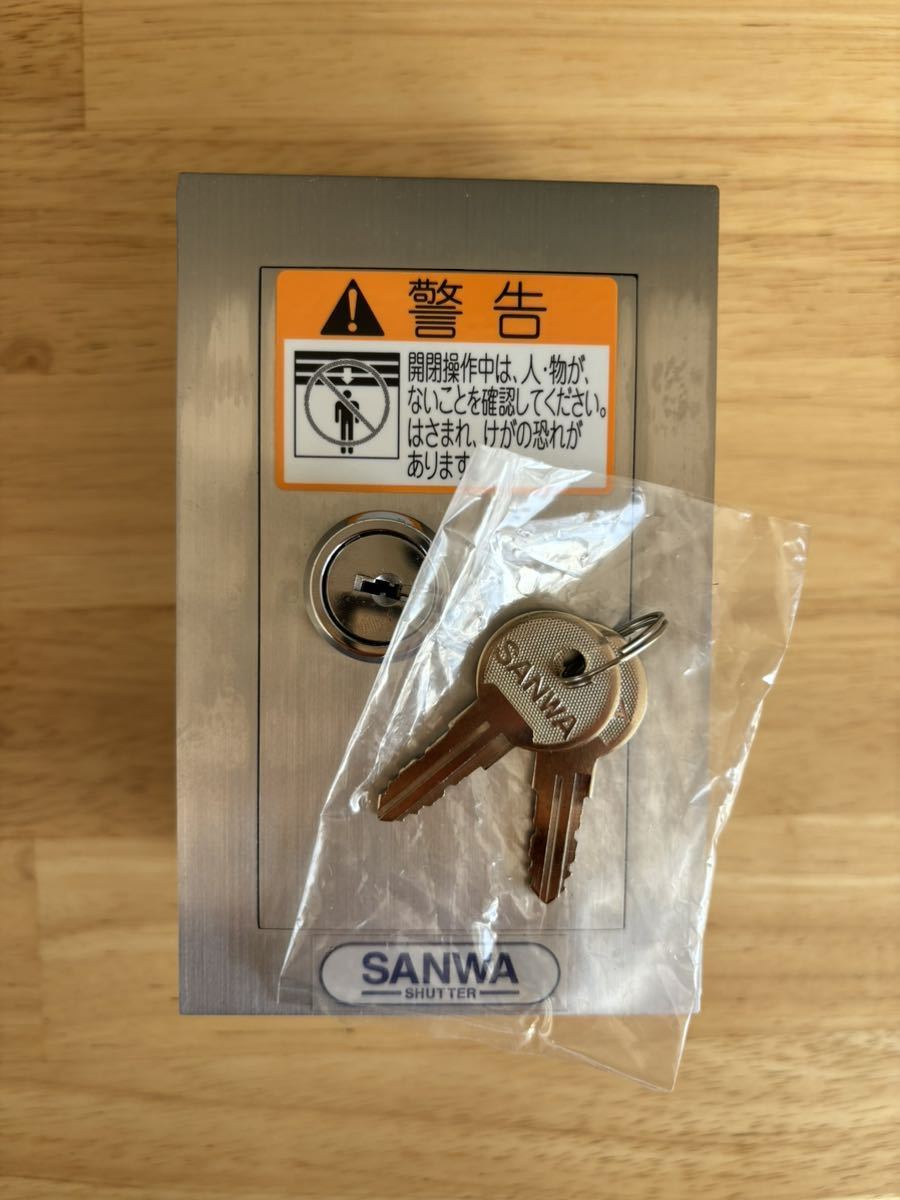 警告
開閉操作中は、人・物が、
ないことを確認してください。
はさまれ、けがの恐れが
あります
SANWA
SANWA
SHUTTER